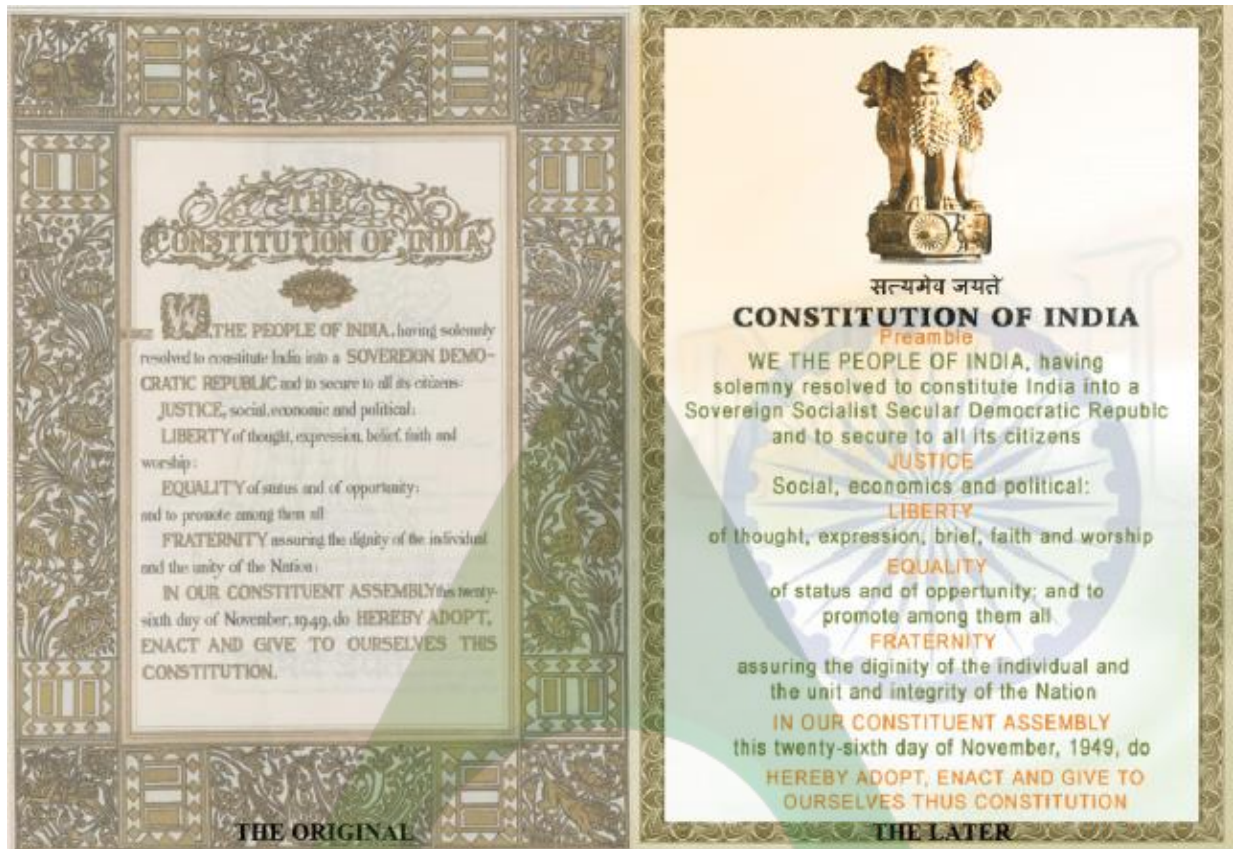 THE
CONSTITUTION OF INDIA
WE, THE PEOPLE OF INDIA, having solemnly
resolved to constitute India into a SOVEREIGN DEMO-
CRATIC REPUBLIC and to secure to all its citizens:
JUSTICE, social, economic and political;
LIBERTY of thought, expression, belief, faith and
worship;
EQUALITY of status and of opportunity;
and to promote among them all
FRATERNITY assuring the dignity of the individual
and the unity of the Nation;
IN OUR CONSTITUENT ASSEMBLY this twenty-
sixth day of November, 1949, do HEREBY ADOPT,
ENACT AND GIVE TO OURSELVES THIS
CONSTITUTION.
THE ORIGINAL
सत्यमेव जयते
CONSTITUTION OF INDIA
Preamble
WE THE PEOPLE OF INDIA, having
solemny resolved to constitute India into a
Sovereign Socialist Secular Democratic Repubic
and to secure to all its citizens
JUSTICE
Social, economics and political:
LIBERTY
of thought, expression, brief, faith and worship
EQUALITY
of status and of opportunity; and to
promote among them all
FRATERNITY
assuring the diginity of the individual and
the unit and integrity of the Nation
IN OUR CONSTITUENT ASSEMBLY
this twenty-sixth day of November, 1949, do
HEREBY ADOPT, ENACT AND GIVE TO
OURSELVES THUS CONSTITUTION
THE LATER